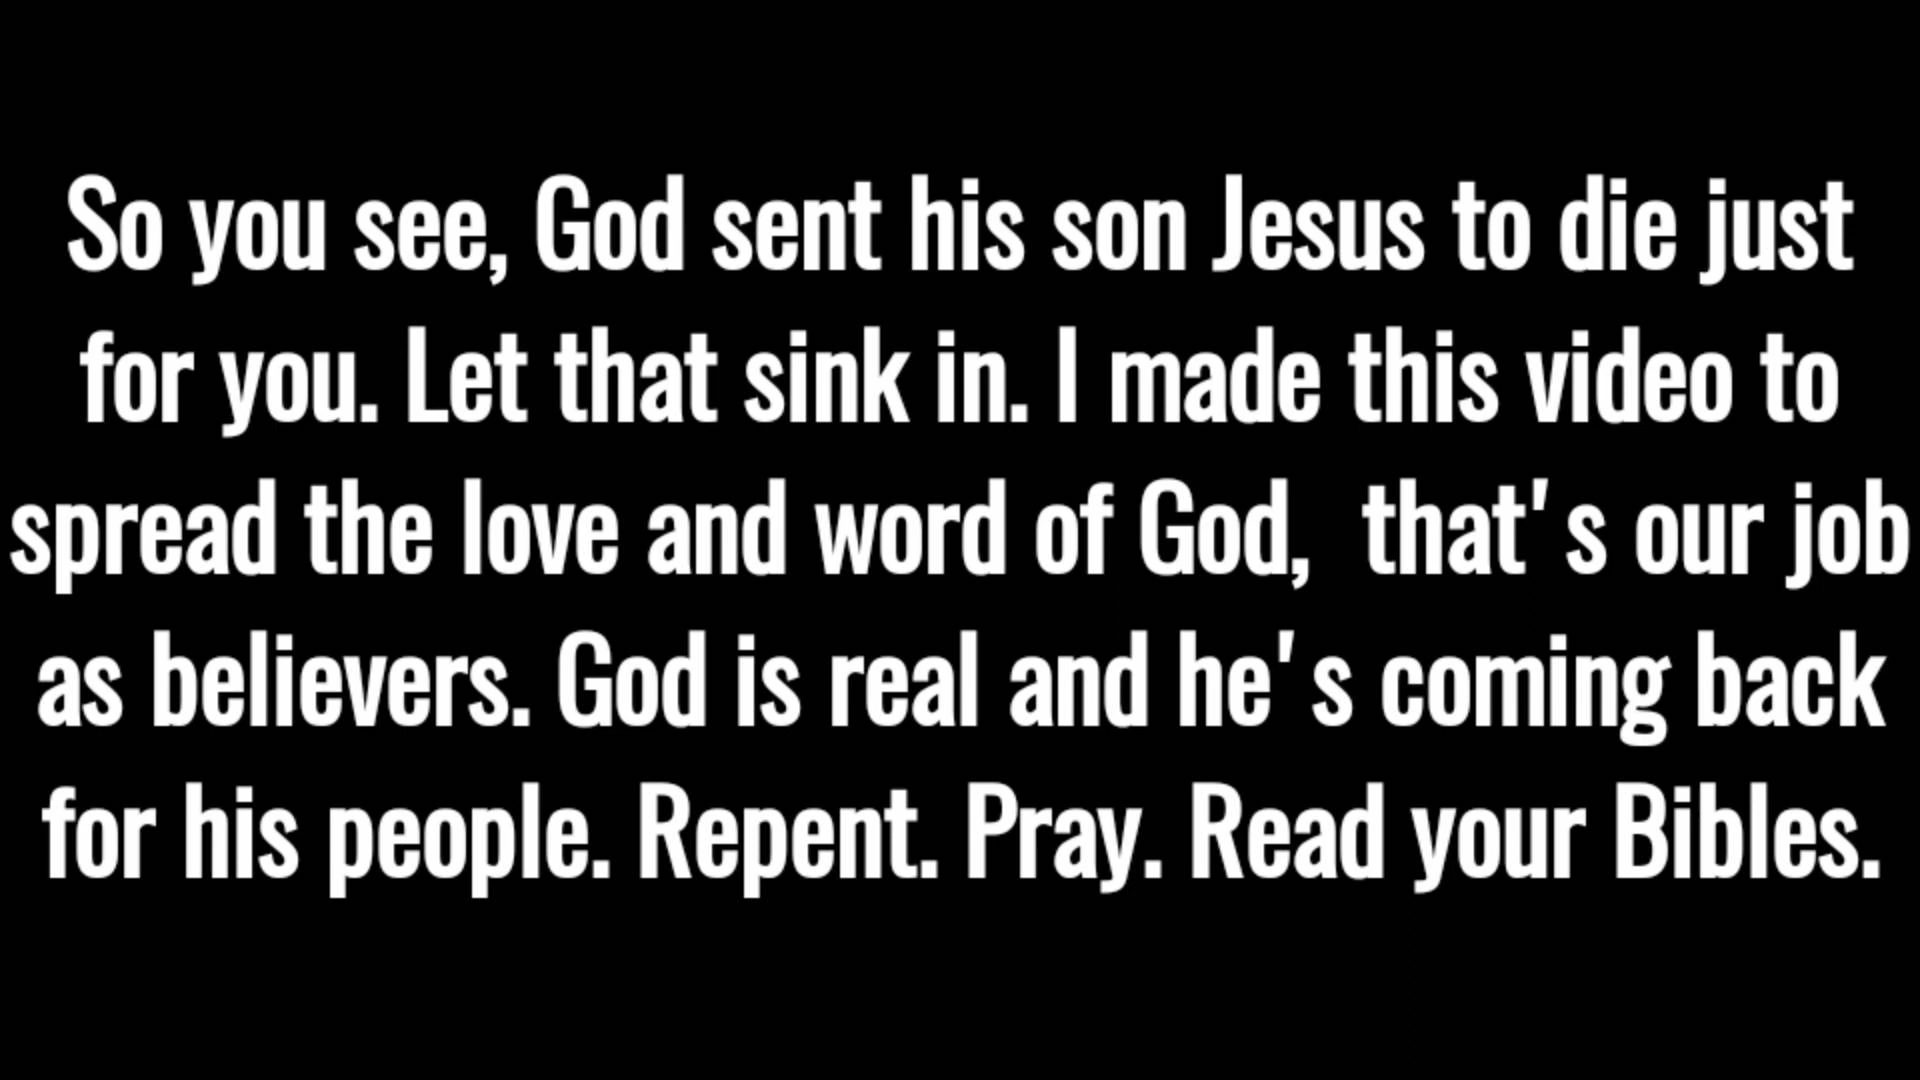 So you see, God sent his son Jesus to die just
for you. Let that sink in. I made this video to
spread the love and word of God,  that's our job
as believers. God is real and he's coming back
for his people. Repent. Pray. Read your Bibles.